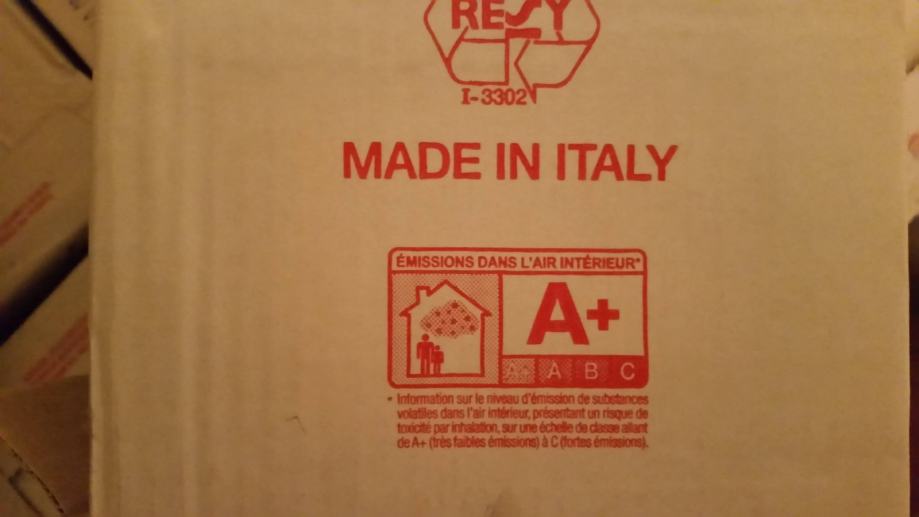 RESY
I-3302
MADE IN ITALY
ÉMISSIONS DANS L'AIR INTÉRIEUR*
A+
A+ A B C
* Information sur le niveau d'émission de substances
volatiles dans l'air intérieur, présentant un risque de
toxicité par inhalation, sur une échelle de classe allant
de A+ (très faibles émissions) à C (fortes émissions).